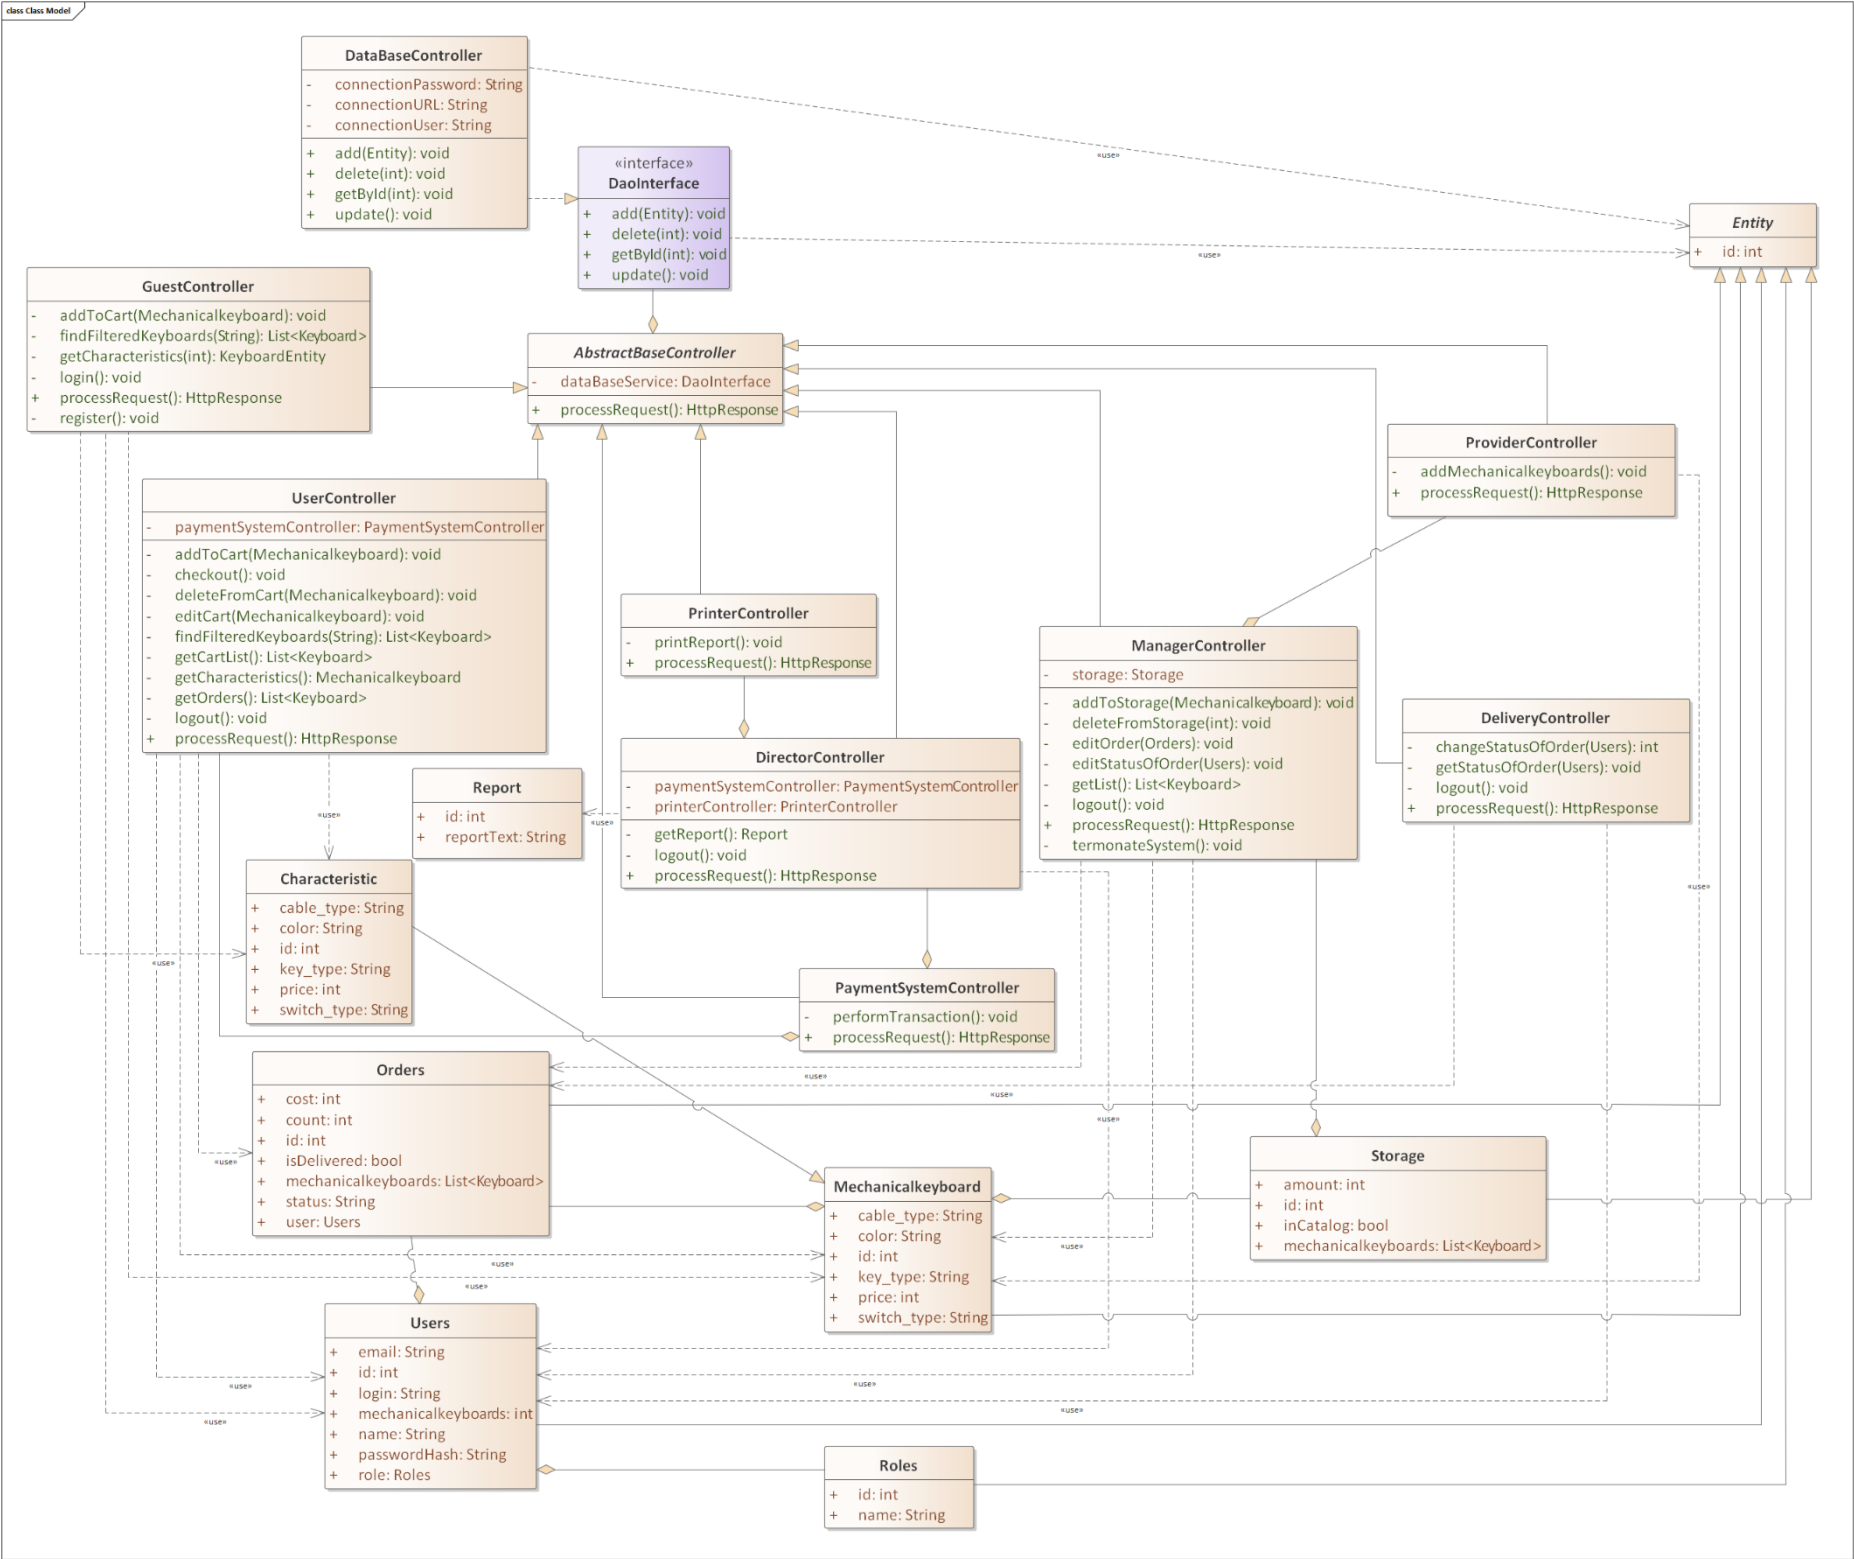 class Class Model
DataBaseController
- connectionPassword: String
- connectionURL: String
- connectionUser: String
+ add(Entity): void
+ delete(int): void
+ getById(int): void
+ update(): void
«interface»
DaoInterface
+ add(Entity): void
+ delete(int): void
+ getById(int): void
+ update(): void
«use»
«use»
Entity
+ id: int
GuestController
- addToCart(Mechanicalkeyboard): void
- findFilteredKeyboards(String): List<Keyboard>
- getCharacteristics(int): KeyboardEntity
- login(): void
+ processRequest(): HttpResponse
- register(): void
AbstractBaseController
- dataBaseService: DaoInterface
+ processRequest(): HttpResponse
ProviderController
- addMechanicalkeyboards(): void
+ processRequest(): HttpResponse
UserController
- paymentSystemController: PaymentSystemController
- addToCart(Mechanicalkeyboard): void
- checkout(): void
- deleteFromCart(Mechanicalkeyboard): void
- editCart(Mechanicalkeyboard): void
- findFilteredKeyboards(String): List<Keyboard>
- getCartList(): List<Keyboard>
- getCharacteristics(): Mechanicalkeyboard
- getOrders(): List<Keyboard>
- logout(): void
+ processRequest(): HttpResponse
PrinterController
- printReport(): void
+ processRequest(): HttpResponse
ManagerController
- storage: Storage
- addToStorage(Mechanicalkeyboard): void
- deleteFromStorage(int): void
- editOrder(Orders): void
- editStatusOfOrder(Users): void
- getList(): List<Keyboard>
- logout(): void
+ processRequest(): HttpResponse
- termonateSystem(): void
DeliveryController
- changeStatusOfOrder(Users): int
- getStatusOfOrder(Users): void
- logout(): void
+ processRequest(): HttpResponse
DirectorController
- paymentSystemController: PaymentSystemController
- printerController: PrinterController
- getReport(): Report
- logout(): void
+ processRequest(): HttpResponse
Report
+ id: int
+ reportText: String
«use»
«use»
«use»
Characteristic
+ cable_type: String
+ color: String
+ id: int
+ key_type: String
+ price: int
+ switch_type: String
«use»
PaymentSystemController
- performTransaction(): void
+ processRequest(): HttpResponse
Orders
+ cost: int
+ count: int
+ id: int
+ isDelivered: bool
+ mechanicalkeyboards: List<Keyboard>
+ status: String
+ user: Users
«use»
«use»
«use»
«use»
Storage
+ amount: int
+ id: int
+ inCatalog: bool
+ mechanicalkeyboards: List<Keyboard>
Mechanicalkeyboard
+ cable_type: String
+ color: String
+ id: int
+ key_type: String
+ price: int
+ switch_type: String
«use»
«use»
«use»
Users
+ email: String
+ id: int
+ login: String
+ mechanicalkeyboards: int
+ name: String
+ passwordHash: String
+ role: Roles
«use»
«use»
«use»
«use»
Roles
+ id: int
+ name: String